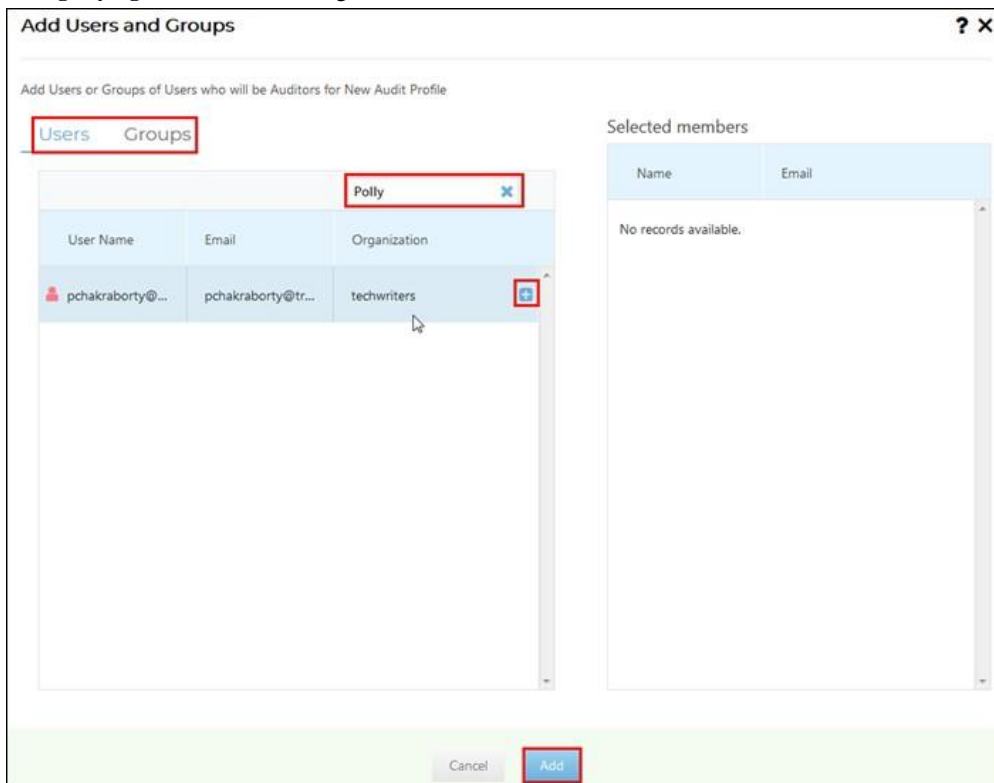 Add Users and Groups
? ×
Add Users or Groups of Users who will be Auditors for New Audit Profile
Users Groups
Polly
User Name Email Organization
pchakraborty@... pchakraborty@tr... techwriters
Selected members
Name Email
No records available.
Cancel Add